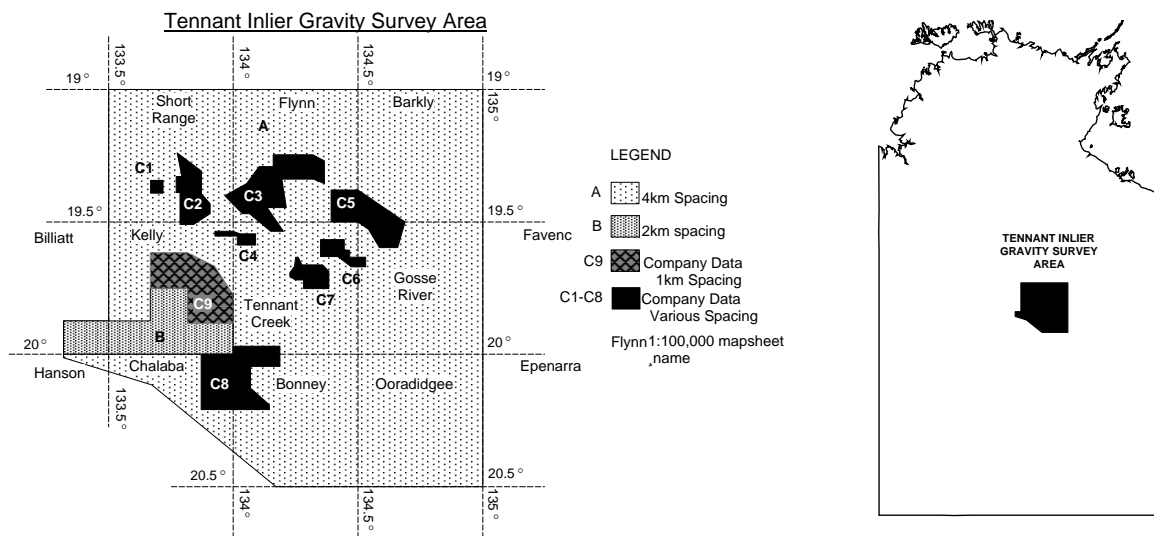 Tennant Inlier Gravity Survey Area
133.5°
134°
134.5°
19°
19°
135°
Short
Range
Flynn
Barkly
A
C1
C2
C3
C5
19.5°
19.5°
Billiatt
Kelly
C4
Favenc
C6
C7
Gosse
River
C9
Tennant
Creek
B
20°
20°
Hanson
Chalaba
C8
Bonney
Ooradidgee
Epenarra
133.5°
20.5°
20.5°
134°
134.5°
135°
LEGEND
A 4km Spacing
B 2km spacing
C9 Company Data
1km Spacing
C1-C8 Company Data
Various Spacing
Flynn 1:100,000 mapsheet
name
TENNANT INLIER
GRAVITY SURVEY
AREA